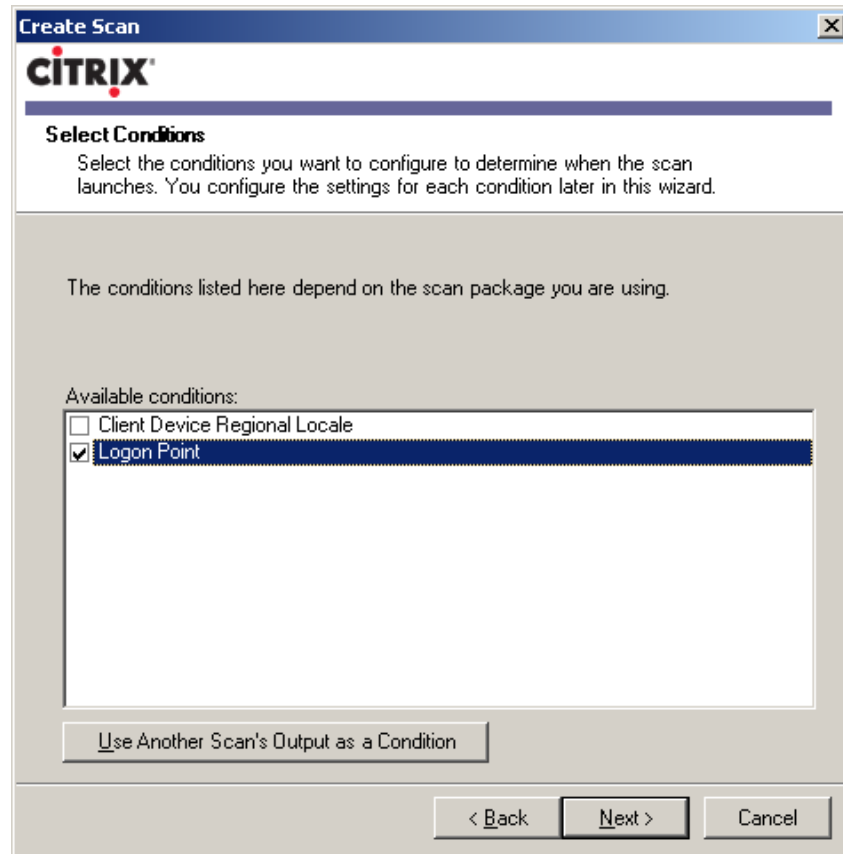 Create Scan
CITRIX
Select Conditions
Select the conditions you want to configure to determine when the scan
launches. You configure the settings for each condition later in this wizard.
The conditions listed here depend on the scan package you are using.
Available conditions:
Client Device Regional Locale
Logon Point
Use Another Scan's Output as a Condition
< Back
Next >
Cancel